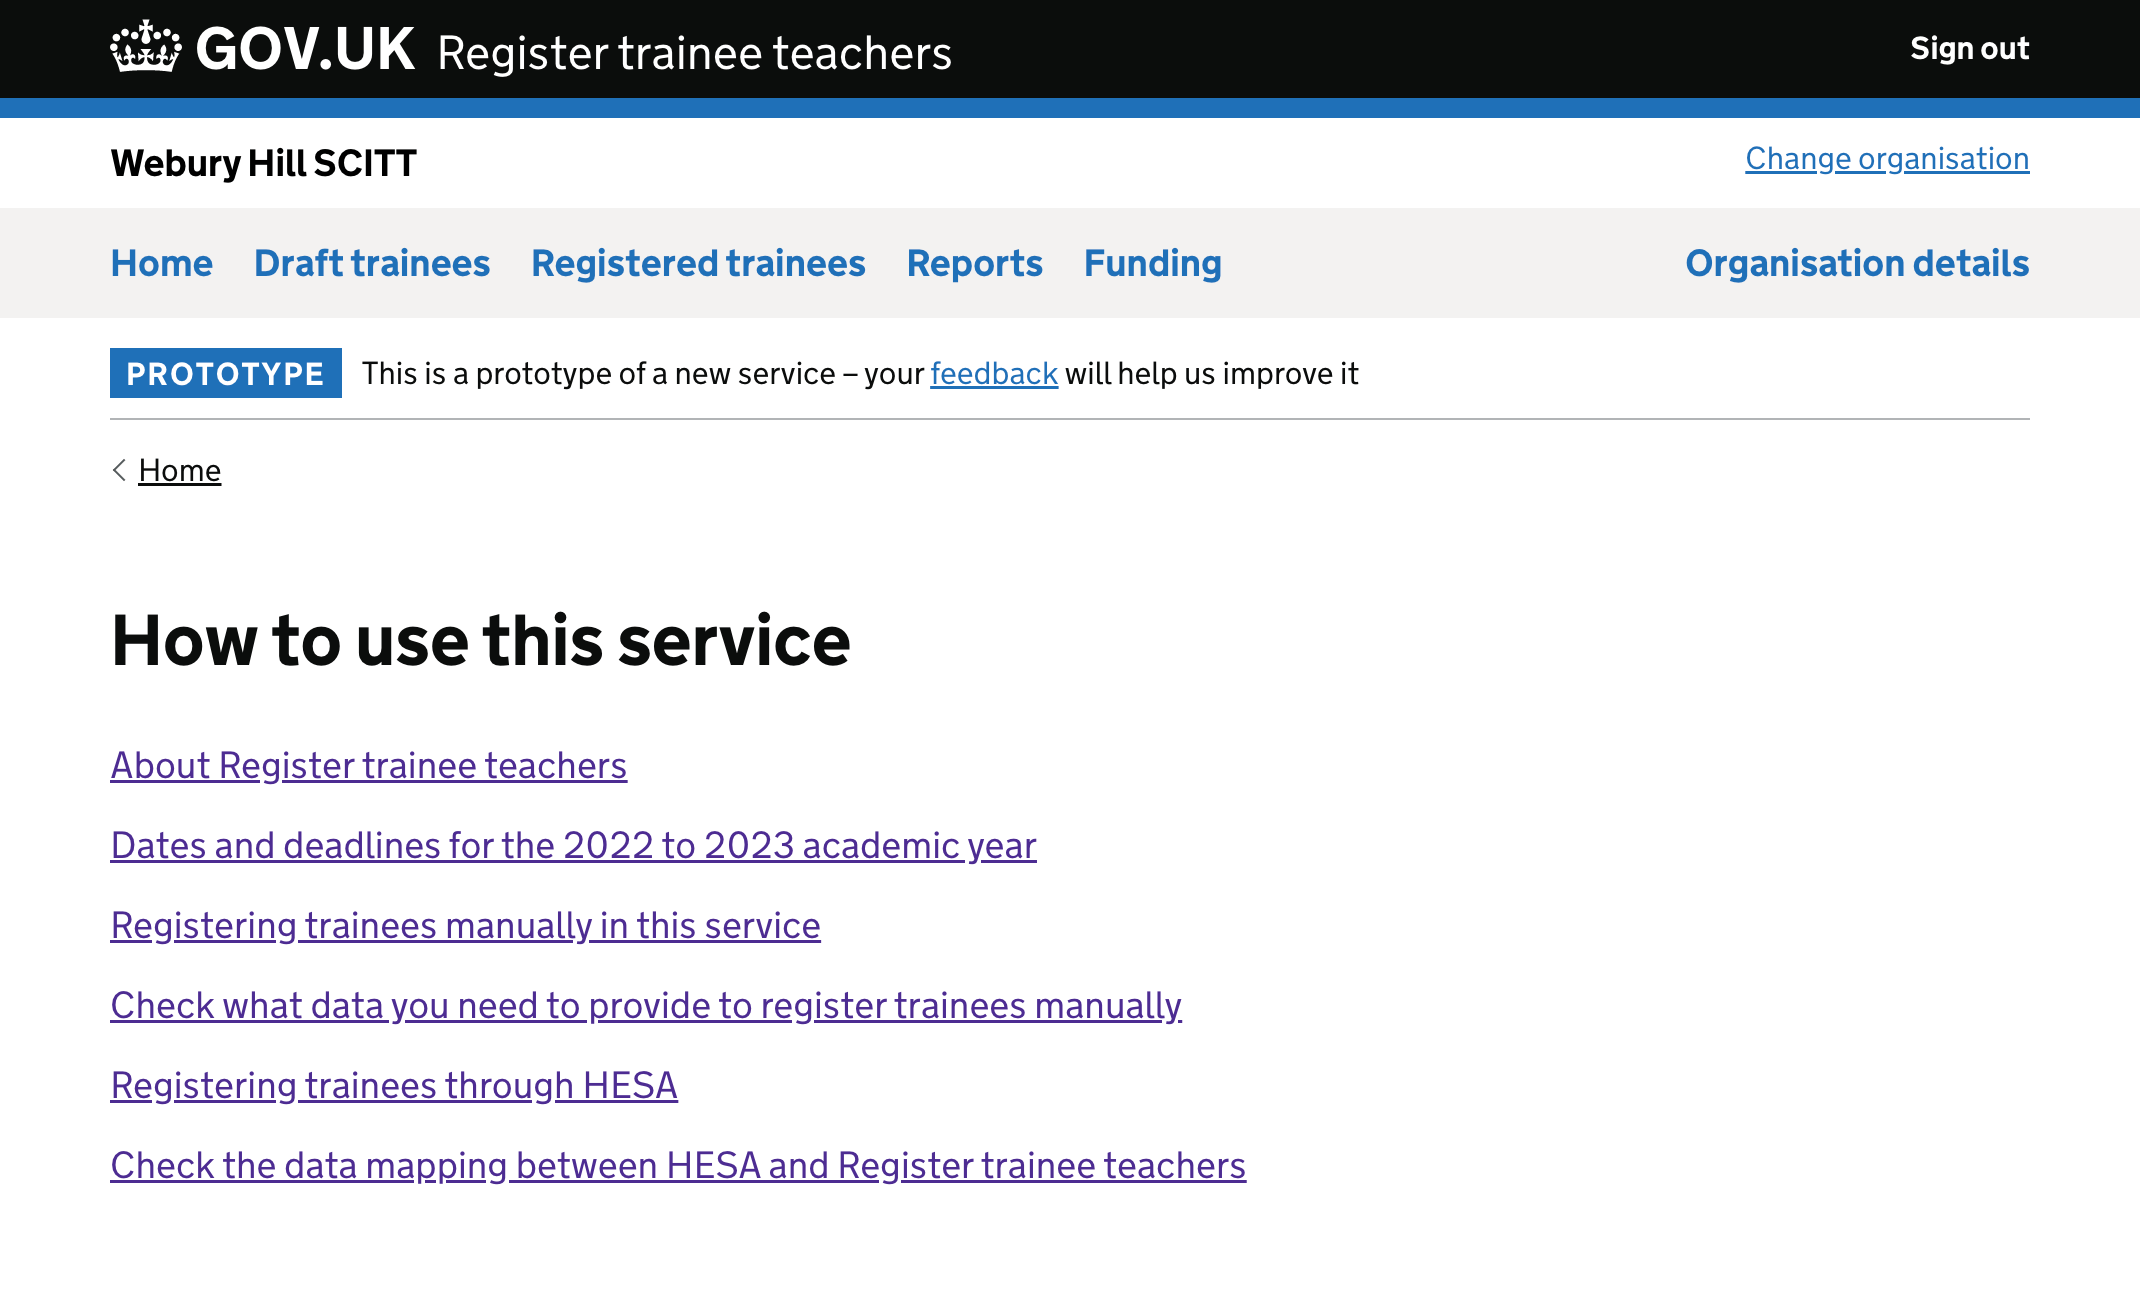 GOV.UK Register trainee teachers
Sign out
Webury Hill SCITT
Change organisation
Home Draft trainees Registered trainees Reports Funding Organisation details
PROTOTYPE This is a prototype of a new service – your feedback will help us improve it
Home
How to use this service
About Register trainee teachers
Dates and deadlines for the 2022 to 2023 academic year
Registering trainees manually in this service
Check what data you need to provide to register trainees manually
Registering trainees through HESA
Check the data mapping between HESA and Register trainee teachers